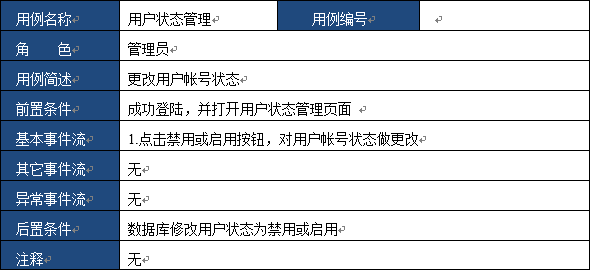 用例名称 用户状态管理 用例编号
角 色 管理员
用例简述 更改用户帐号状态
前置条件 成功登陆，并打开用户状态管理页面
基本事件流 1.点击禁用或启用按钮，对用户帐号状态做更改
其它事件流 无
异常事件流 无
后置条件 数据库修改用户状态为禁用或启用
注释 无